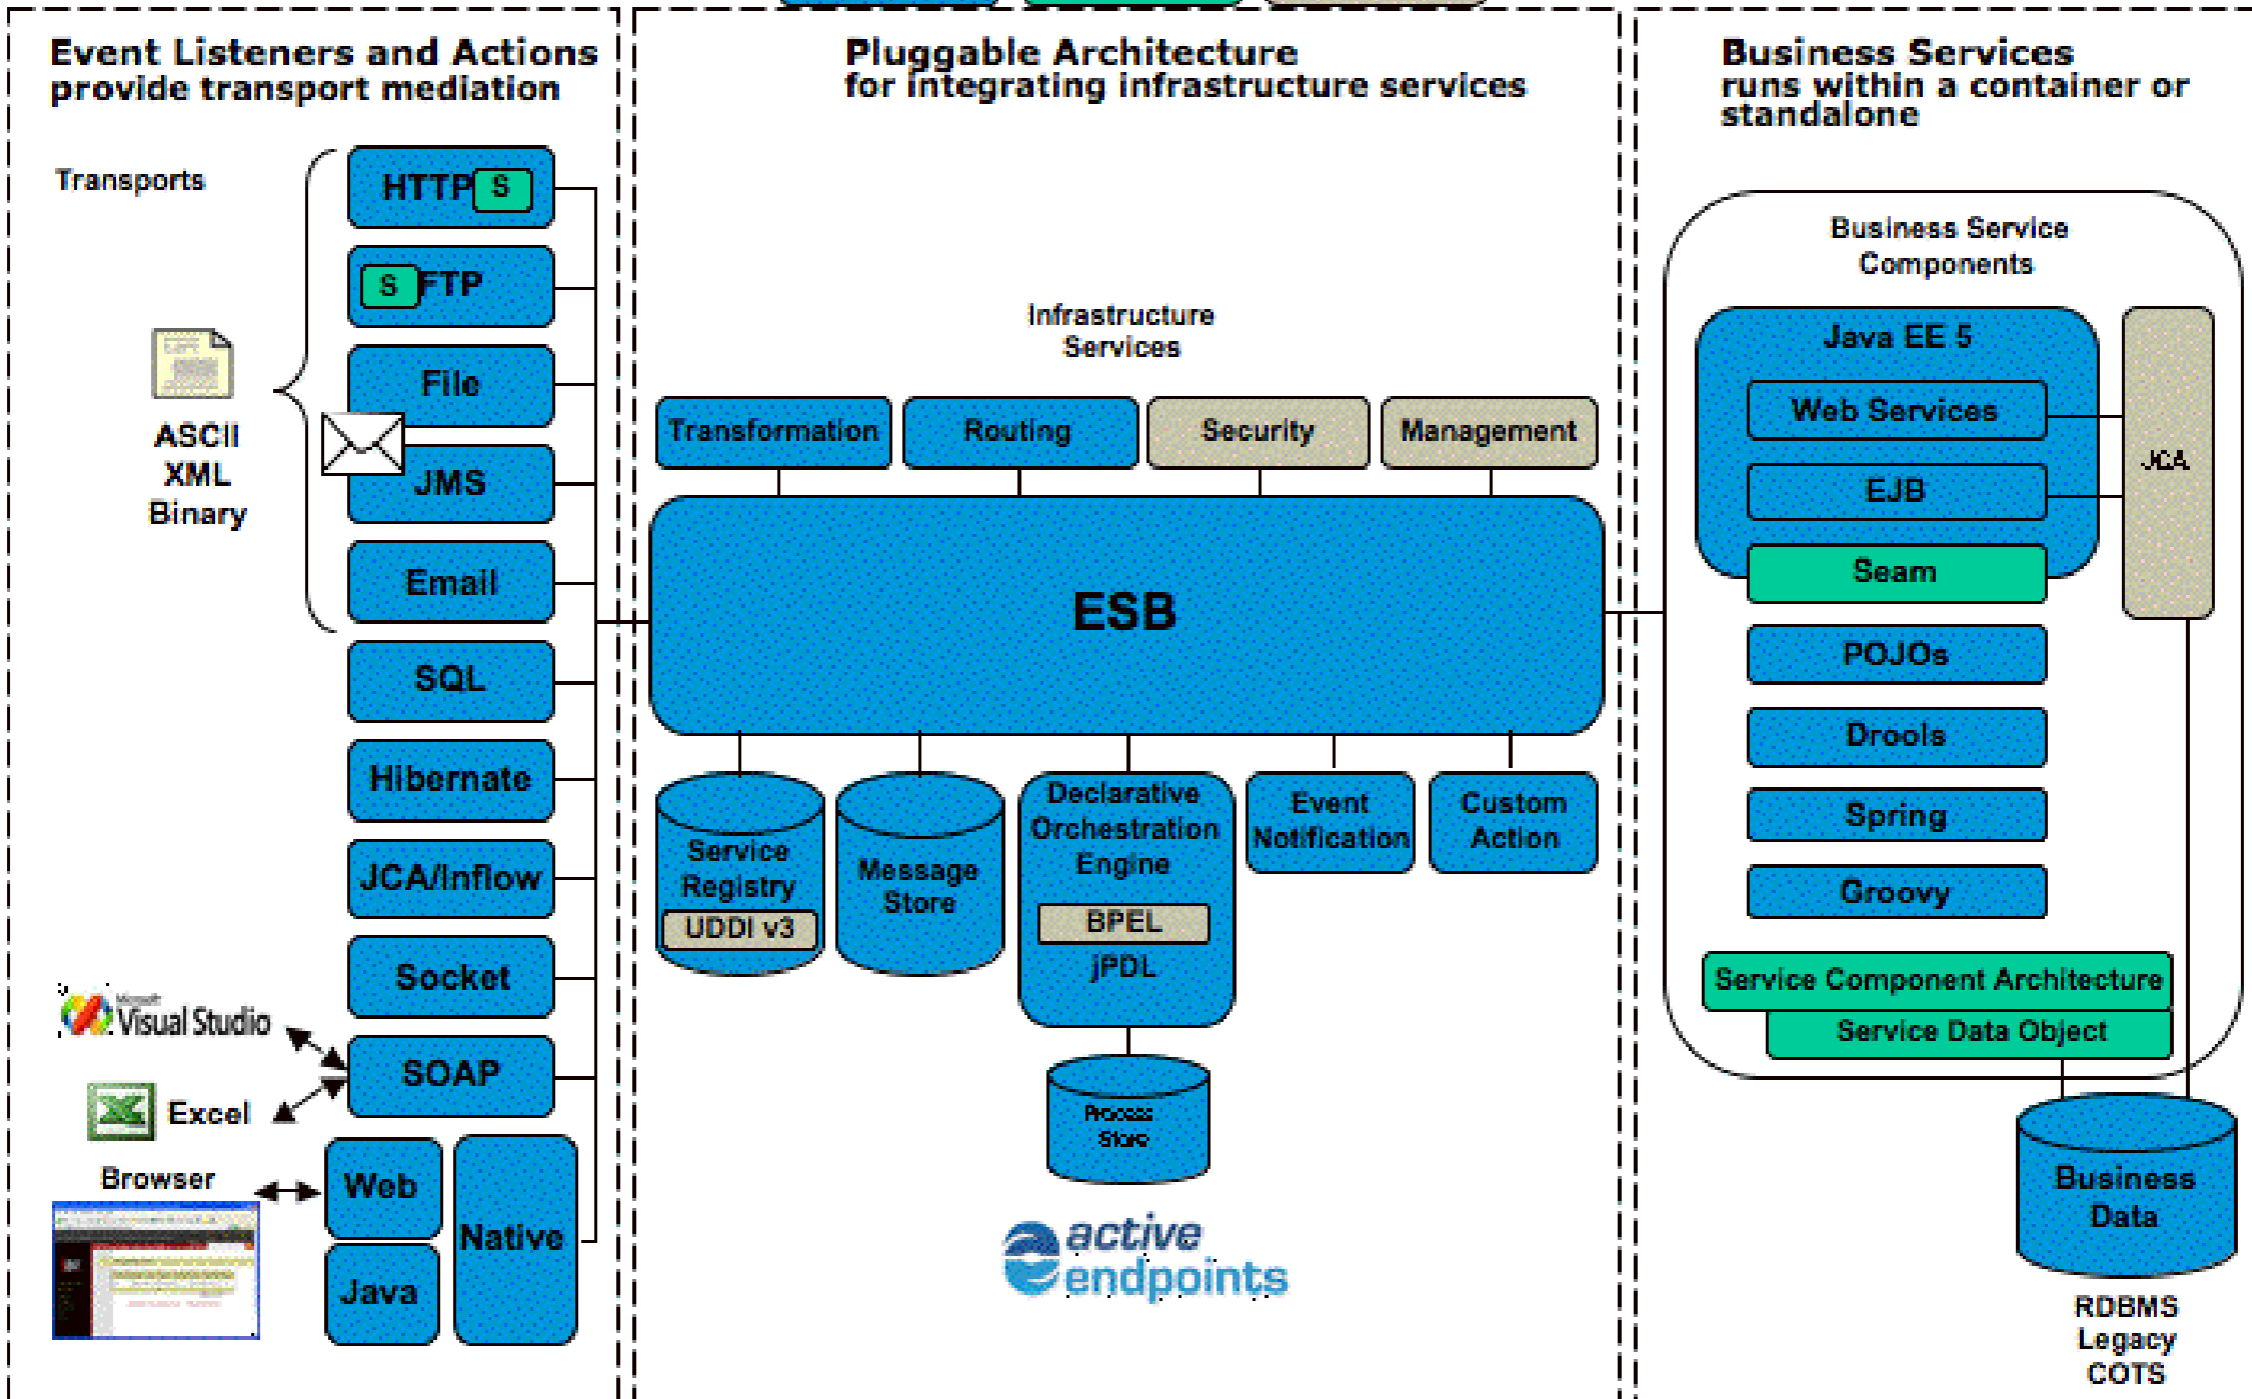 Event Listeners and Actions
provide transport mediation
Transports
HTTP S
S FTP
File
JMS
Email
SQL
Hibernate
JCA/Inflow
Socket
SOAP
Web
Java
Native
ASCII
XML
Binary
Microsoft
Visual Studio
Excel
Browser
Pluggable Architecture
for integrating infrastructure services
Infrastructure
Services
Transformation
Routing
Security
Management
ESB
Service
Registry
UDDI v3
Message
Store
Declarative
Orchestration
Engine
BPEL
jPDL
Event
Notification
Custom
Action
Process
Store
active
endpoints
Business Services
runs within a container or
standalone
Business Service
Components
Java EE 5
Web Services
EJB
Seam
JCA
POJOs
Drools
Spring
Groovy
Service Component Architecture
Service Data Object
Business
Data
RDBMS
Legacy
COTS